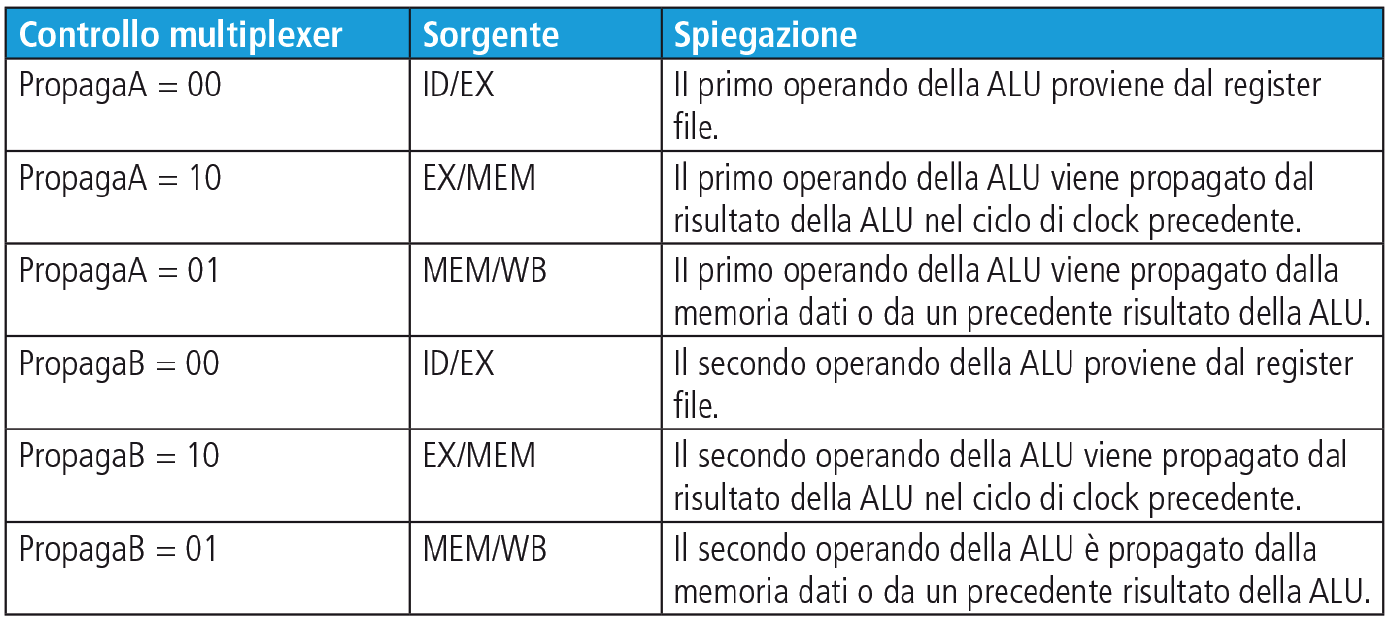 Controllo multiplexer Sorgente Spiegazione
PropagaA = 00 ID/EX Il primo operando della ALU proviene dal register
file.
PropagaA = 10 EX/MEM Il primo operando della ALU viene propagato dal
risultato della ALU nel ciclo di clock precedente.
PropagaA = 01 MEM/WB Il primo operando della ALU viene propagato dalla
memoria dati o da un precedente risultato della ALU.
PropagaB = 00 ID/EX Il secondo operando della ALU proviene dal register
file.
PropagaB = 10 EX/MEM Il secondo operando della ALU viene propagato dal
risultato della ALU nel ciclo di clock precedente.
PropagaB = 01 MEM/WB Il secondo operando della ALU è propagato dalla
memoria dati o da un precedente risultato della ALU.